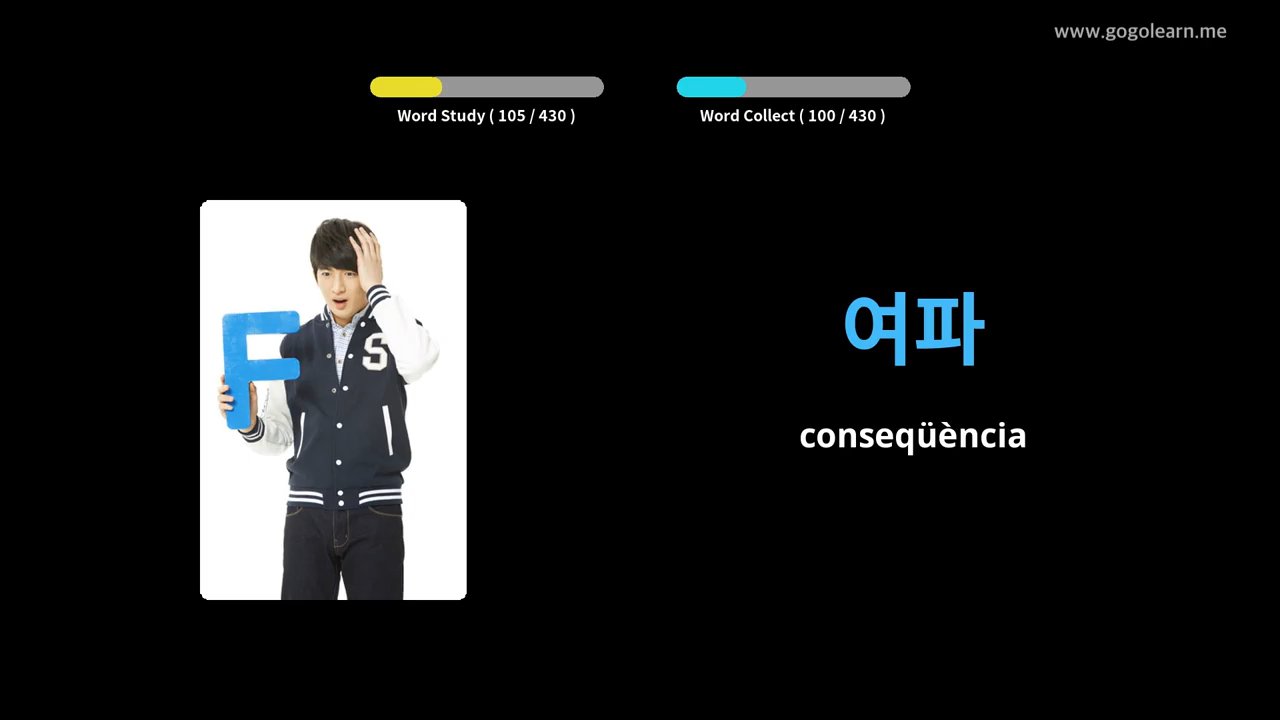 www.gogolearn.me
Word Study ( 105 / 430 )
Word Collect ( 100 / 430 )
F
S
여파
conseqüència